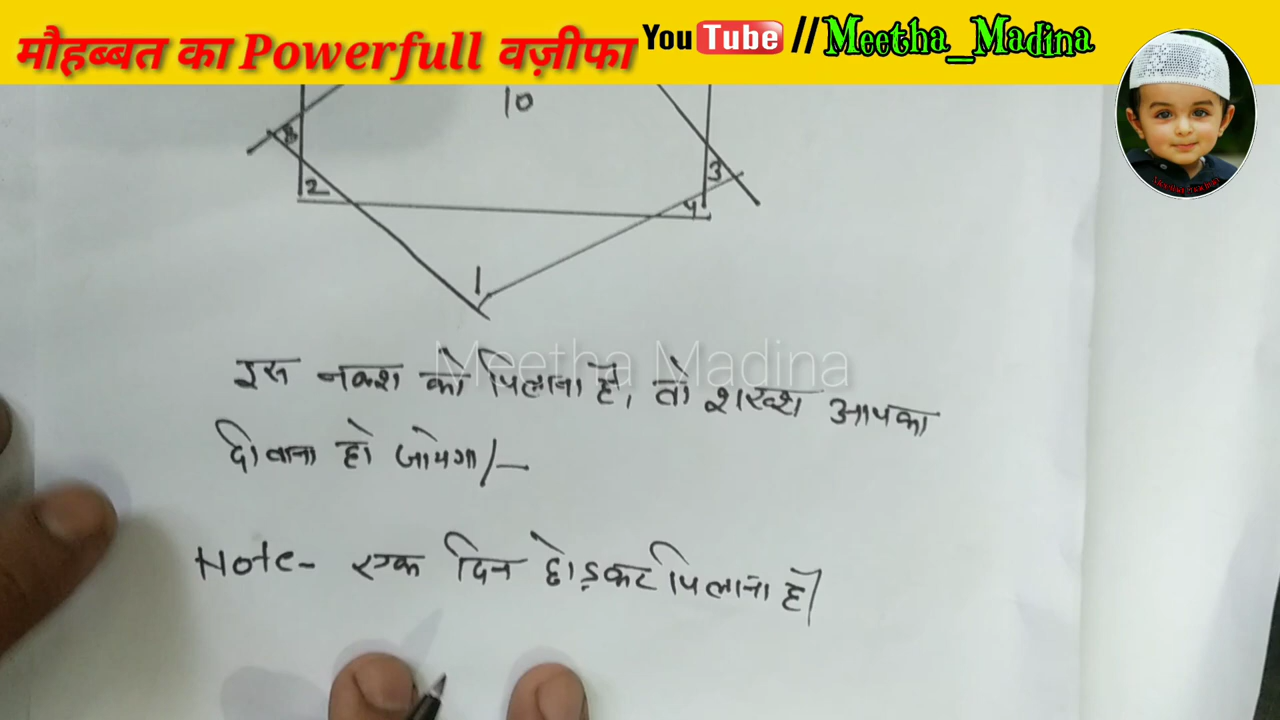 मौहब्बत का Powerfull वज़ीफा
YouTube // Meetha_Madina
10
8
3
2
4
1
Meetha Madina
इस नक्श को पिलाना है, तो शख्श आपका
दीवाना हो जायेगा/-
Note- एक दिन छोड़कर पिलाना है/